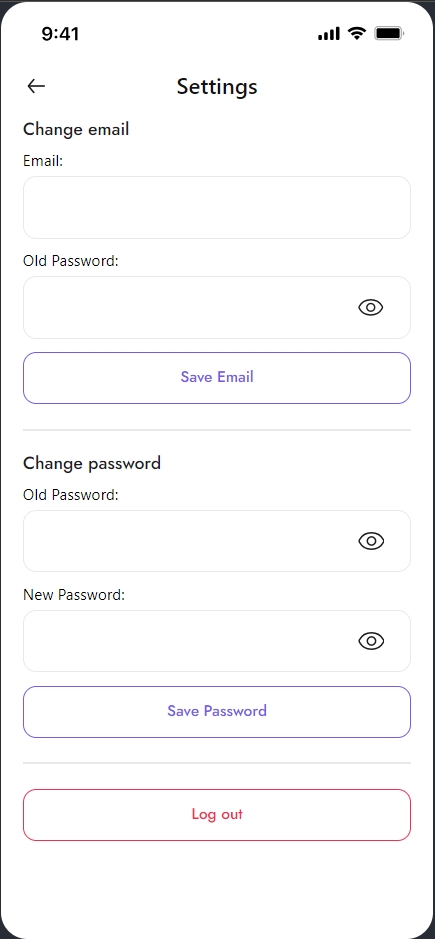 9:41
Settings
Change email
Email:
Old Password:
Save Email
Change password
Old Password:
New Password:
Save Password
Log out